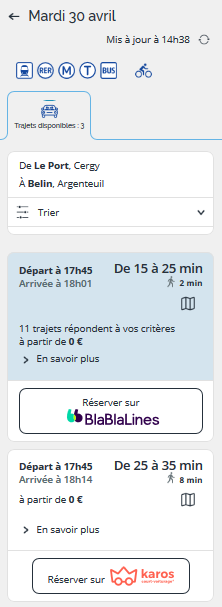 Mardi 30 avril
Mis à jour à 14h38
RER M T BUS
Trajets disponibles : 3
De Le Port, Cergy
À Belin, Argenteuil
Trier
Départ à 17h45 De 15 à 25 min
Arrivée à 18h01 2 min
11 trajets répondent à vos critères
à partir de 0 €
En savoir plus
Réserver sur
BlaBlaLines
Départ à 17h45 De 25 à 35 min
Arrivée à 18h14 8 min
à partir de 0 €
En savoir plus
Réserver sur karos
court-voiturage